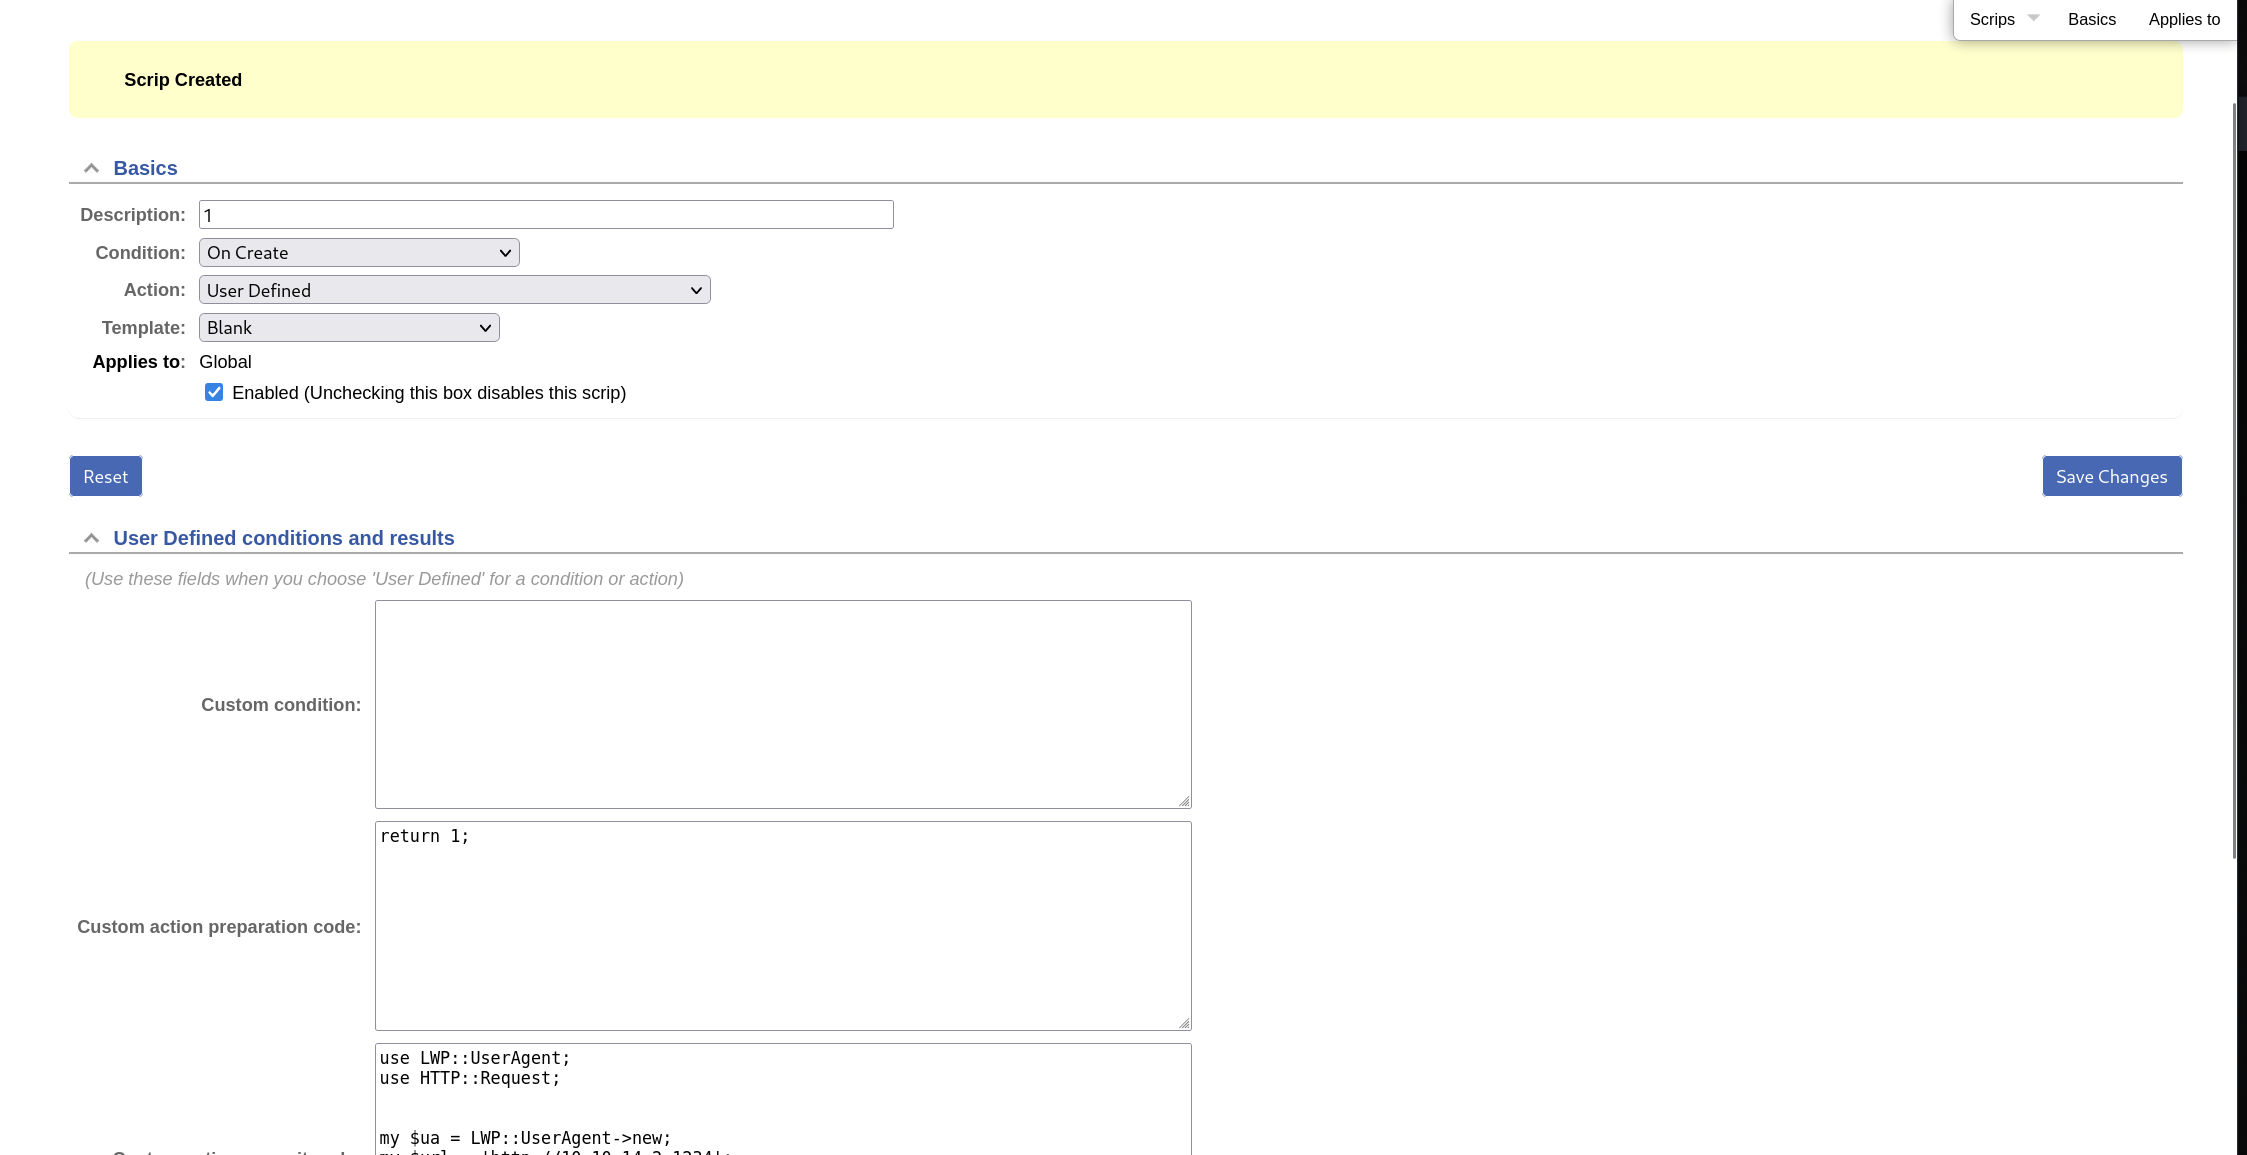 Scrips Basics Applies to
Scrip Created
Basics
Description: 1
Condition: On Create
Action: User Defined
Template: Blank
Applies to: Global
Enabled (Unchecking this box disables this scrip)
Reset Save Changes
User Defined conditions and results
(Use these fields when you choose 'User Defined' for a condition or action)
Custom condition:
return 1;
Custom action preparation code:
use LWP::UserAgent;
use HTTP::Request;
my $ua = LWP::UserAgent->new;